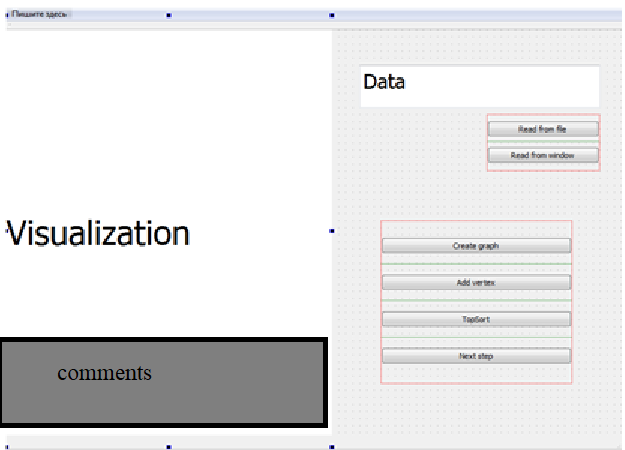 Пишите здесь
Data
Read from file
Read from window
Visualization
Create graph
Add vertex
TopSort
Next step
comments